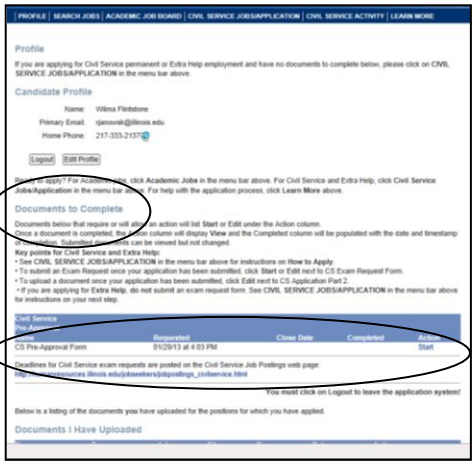 PROFILE | SEARCH JOBS | ACADEMIC JOB BOARD | CIVIL SERVICE JOBS/APPLICATION | CIVIL SERVICE ACTIVITY | LEARN MORE
Profile
If you are applying for Civil Service permanent or Extra Help employment and have no documents to complete below, please click on CIVIL
SERVICE JOBS/APPLICATION in the menu bar above.
Candidate Profile
Name: Wilma Flintstone
Primary Email: rjanovsk@illinois.edu
Home Phone: 217-333-2137
Logout Edit Profile
Ready to apply? For Academic jobs, click Academic Jobs in the menu bar above. For Civil Service and Extra Help, click Civil Service
Jobs/Application in the menu bar above. For help with the application process, click Learn More above.
Documents to Complete
Documents below that require or will allow an action will list Start or Edit under the Action column.
Once a document is completed, the Action column will display View and the Completed column will be populated with the date and timestamp
of completion. Submitted documents can be viewed but not changed.
Key points for Civil Service and Extra Help:
• See CIVIL SERVICE JOBS/APPLICATION in the menu bar above for instructions on How to Apply.
• To submit an Exam Request once your application has been submitted, click Start or Edit next to CS Exam Request Form.
• To upload a document once your application has been submitted, click Edit next to CS Application Part 2.
• If you are applying for Extra Help, do not submit an exam request form. See CIVIL SERVICE JOBS/APPLICATION in the menu bar above
for instructions on your next step.
Civil Service
Pre-Approval
Name Requested Close Date Completed Action
CS Pre-Approval Form 01/29/13 at 4:03 PM Start
Deadlines for Civil Service exam requests are posted on the Civil Service Job Postings web page:
http://humanresources.illinois.edu/jobseekers/jobpostings_civilservice.html
You must click on Logout to leave the application system!
Below is a listing of the documents you have uploaded for the positions for which you have applied.
Documents I Have Uploaded